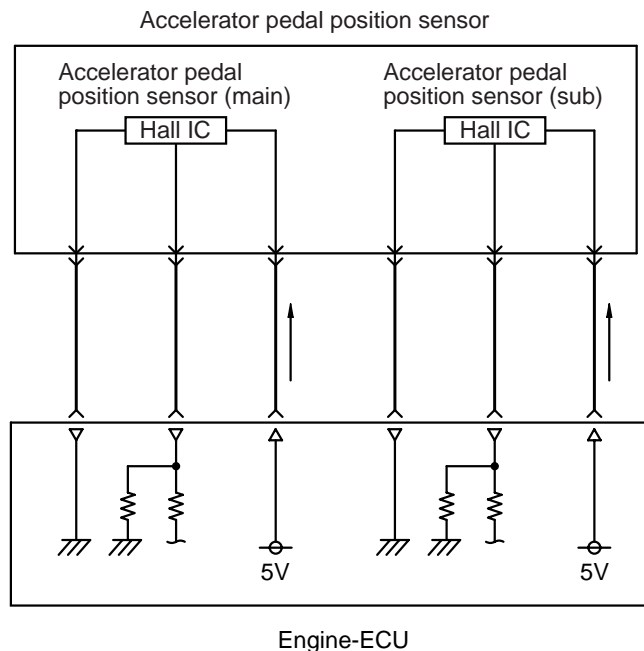 Accelerator pedal position sensor
Accelerator pedal
position sensor (main)
Accelerator pedal
position sensor (sub)
Hall IC
Hall IC
5V
5V
Engine-ECU